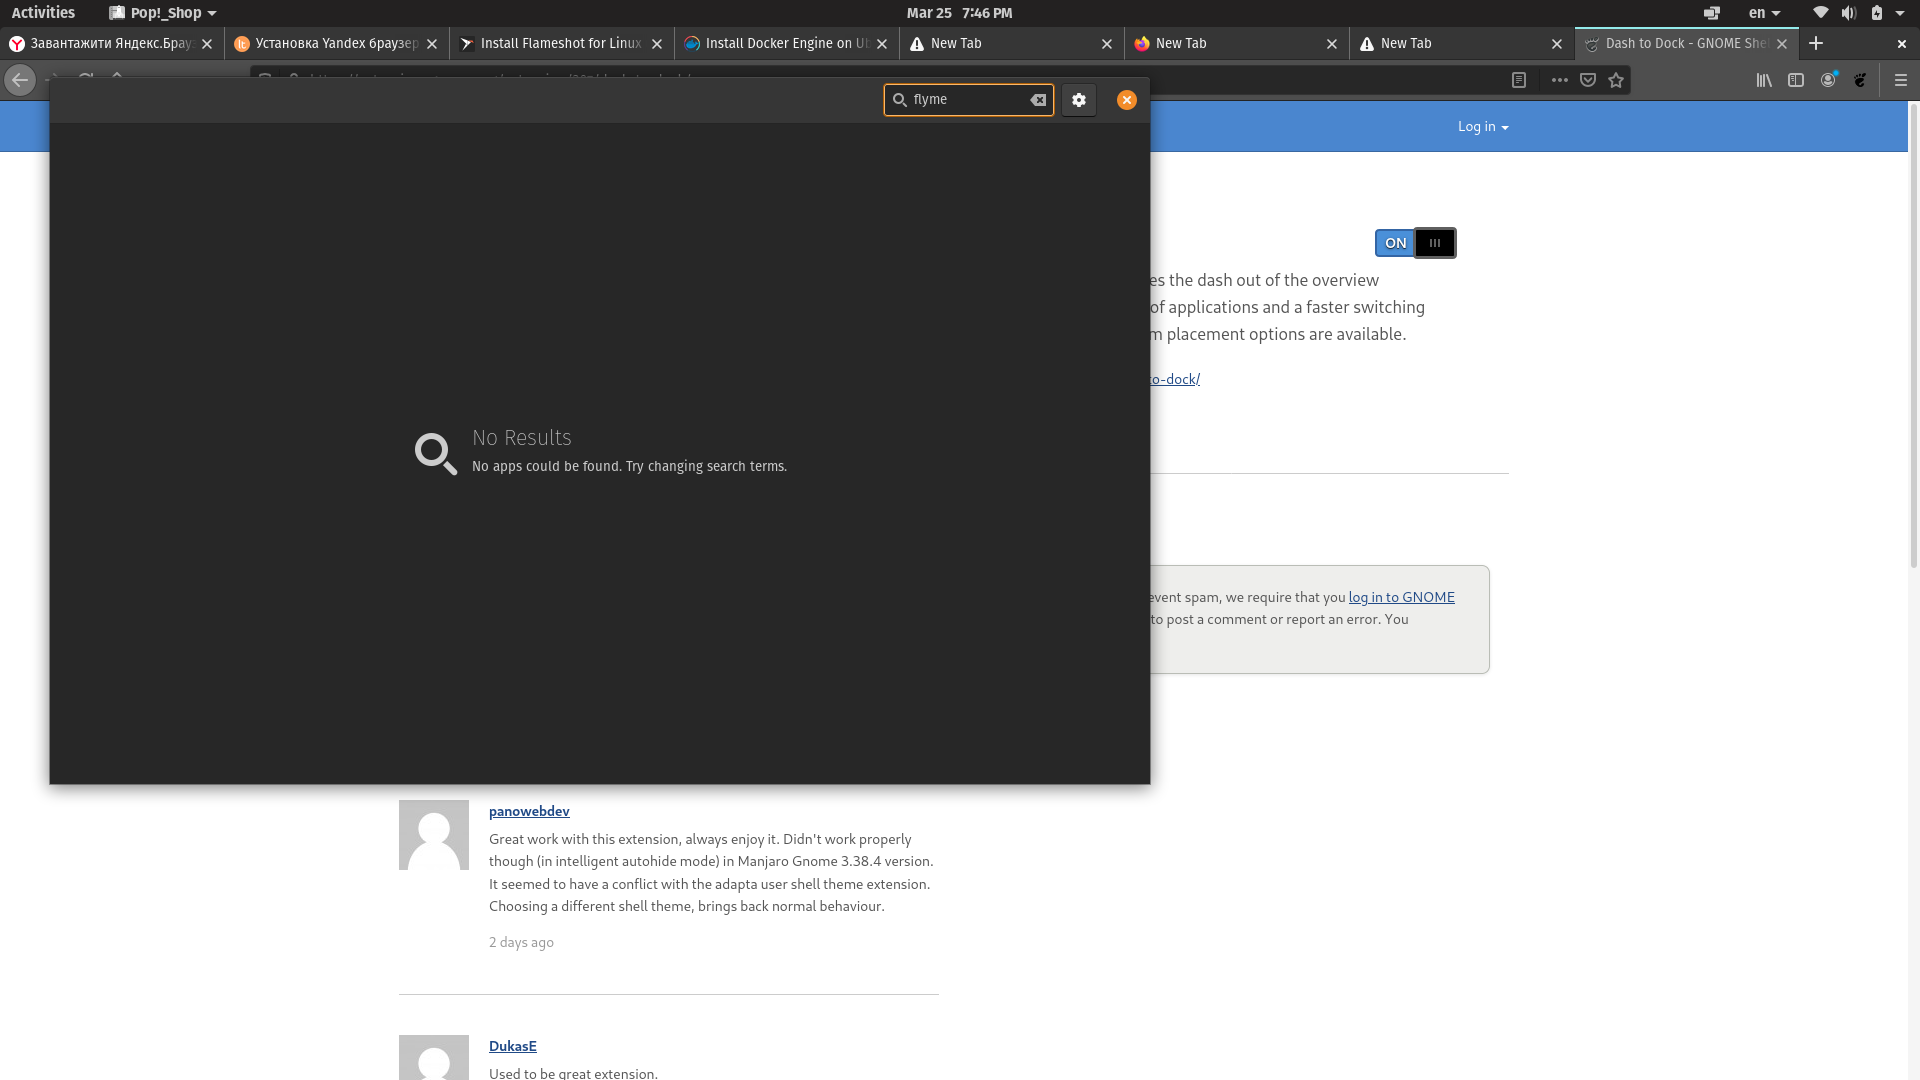 Activities
Pop!_Shop
Mar 25 7:46 PM
en
Завантажити Яндекс.Брау
Установка Yandex браузер
Install Flameshot for Linux
Install Docker Engine on Ub
New Tab
New Tab
New Tab
Dash to Dock - GNOME She
flyme
Log in
ON
es the dash out of the overview
of applications and a faster switching
m placement options are available.
to-dock/
No Results
No apps could be found. Try changing search terms.
event spam, we require that you log in to GNOME
to post a comment or report an error. You
panowebdev
Great work with this extension, always enjoy it. Didn't work properly
though (in intelligent autohide mode) in Manjaro Gnome 3.38.4 version.
It seemed to have a conflict with the adapta user shell theme extension.
Choosing a different shell theme, brings back normal behaviour.
2 days ago
DukasE
Used to be great extension.